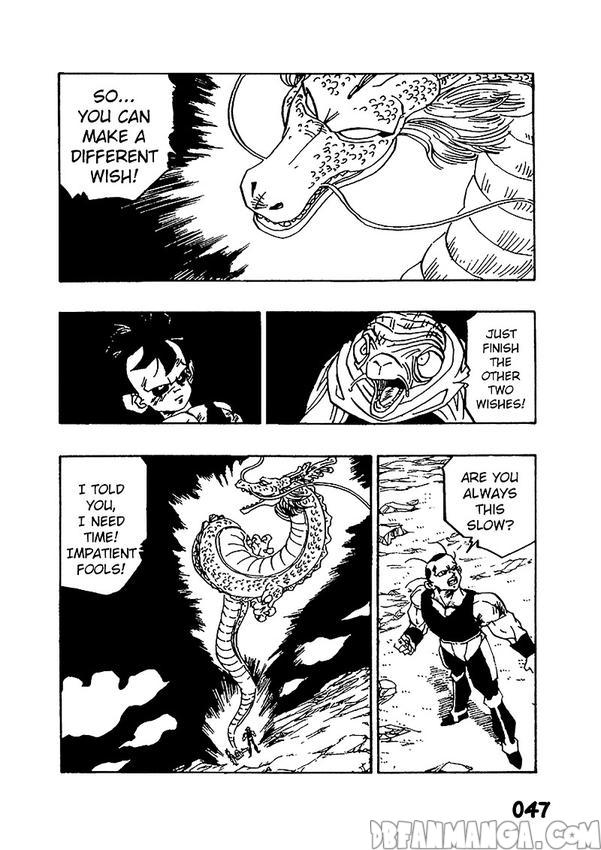 SO...
YOU CAN
MAKE A
DIFFERENT
WISH!
JUST
FINISH
THE
OTHER
TWO
WISHES!
I TOLD
YOU,
I NEED
TIME!
IMPATIENT
FOOLS!
ARE YOU
ALWAYS
THIS
SLOW?
047
DBFANMANGA.COM